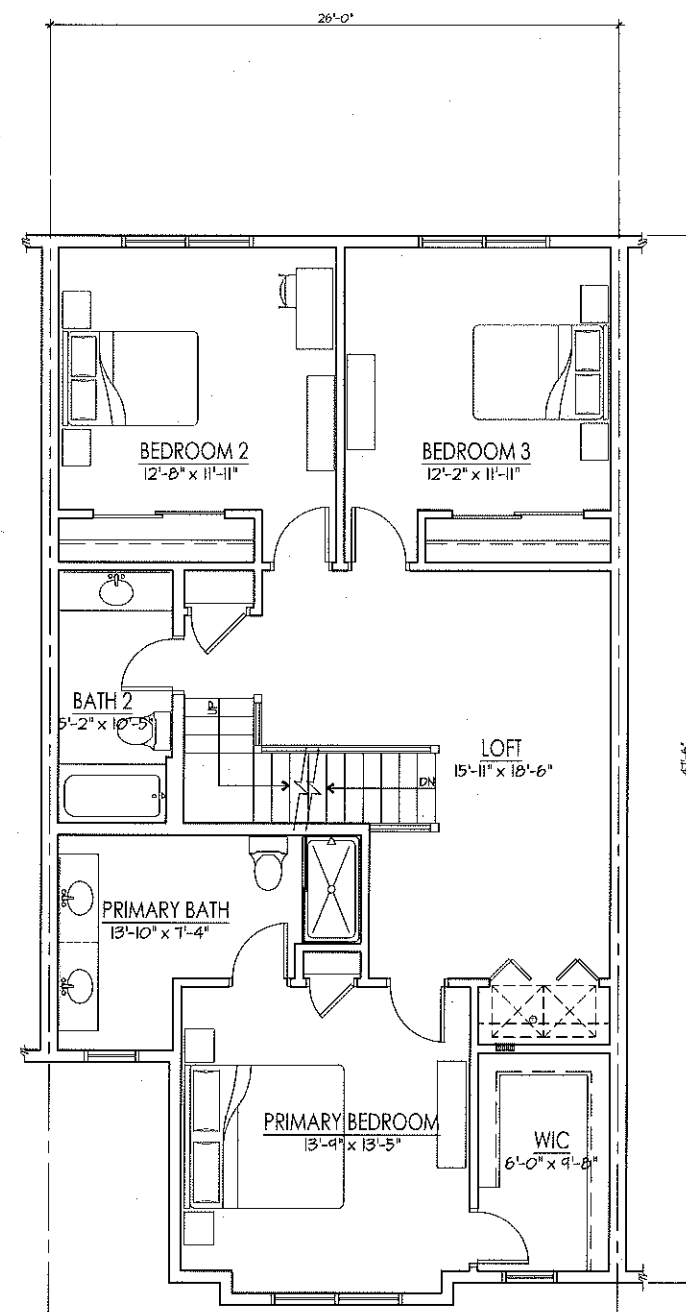 26'-0"
BEDROOM 2
12'-8" x 11'-11"
BEDROOM 3
12'-2" x 11'-11"
BATH 2
5'-2" x 10'-5"
LOFT
15'-11" x 18'-6"
DN
PRIMARY BATH
13'-10" x 7'-4"
PRIMARY BEDROOM
13'-9" x 13'-5"
WIC
6'-0" x 9'-8"